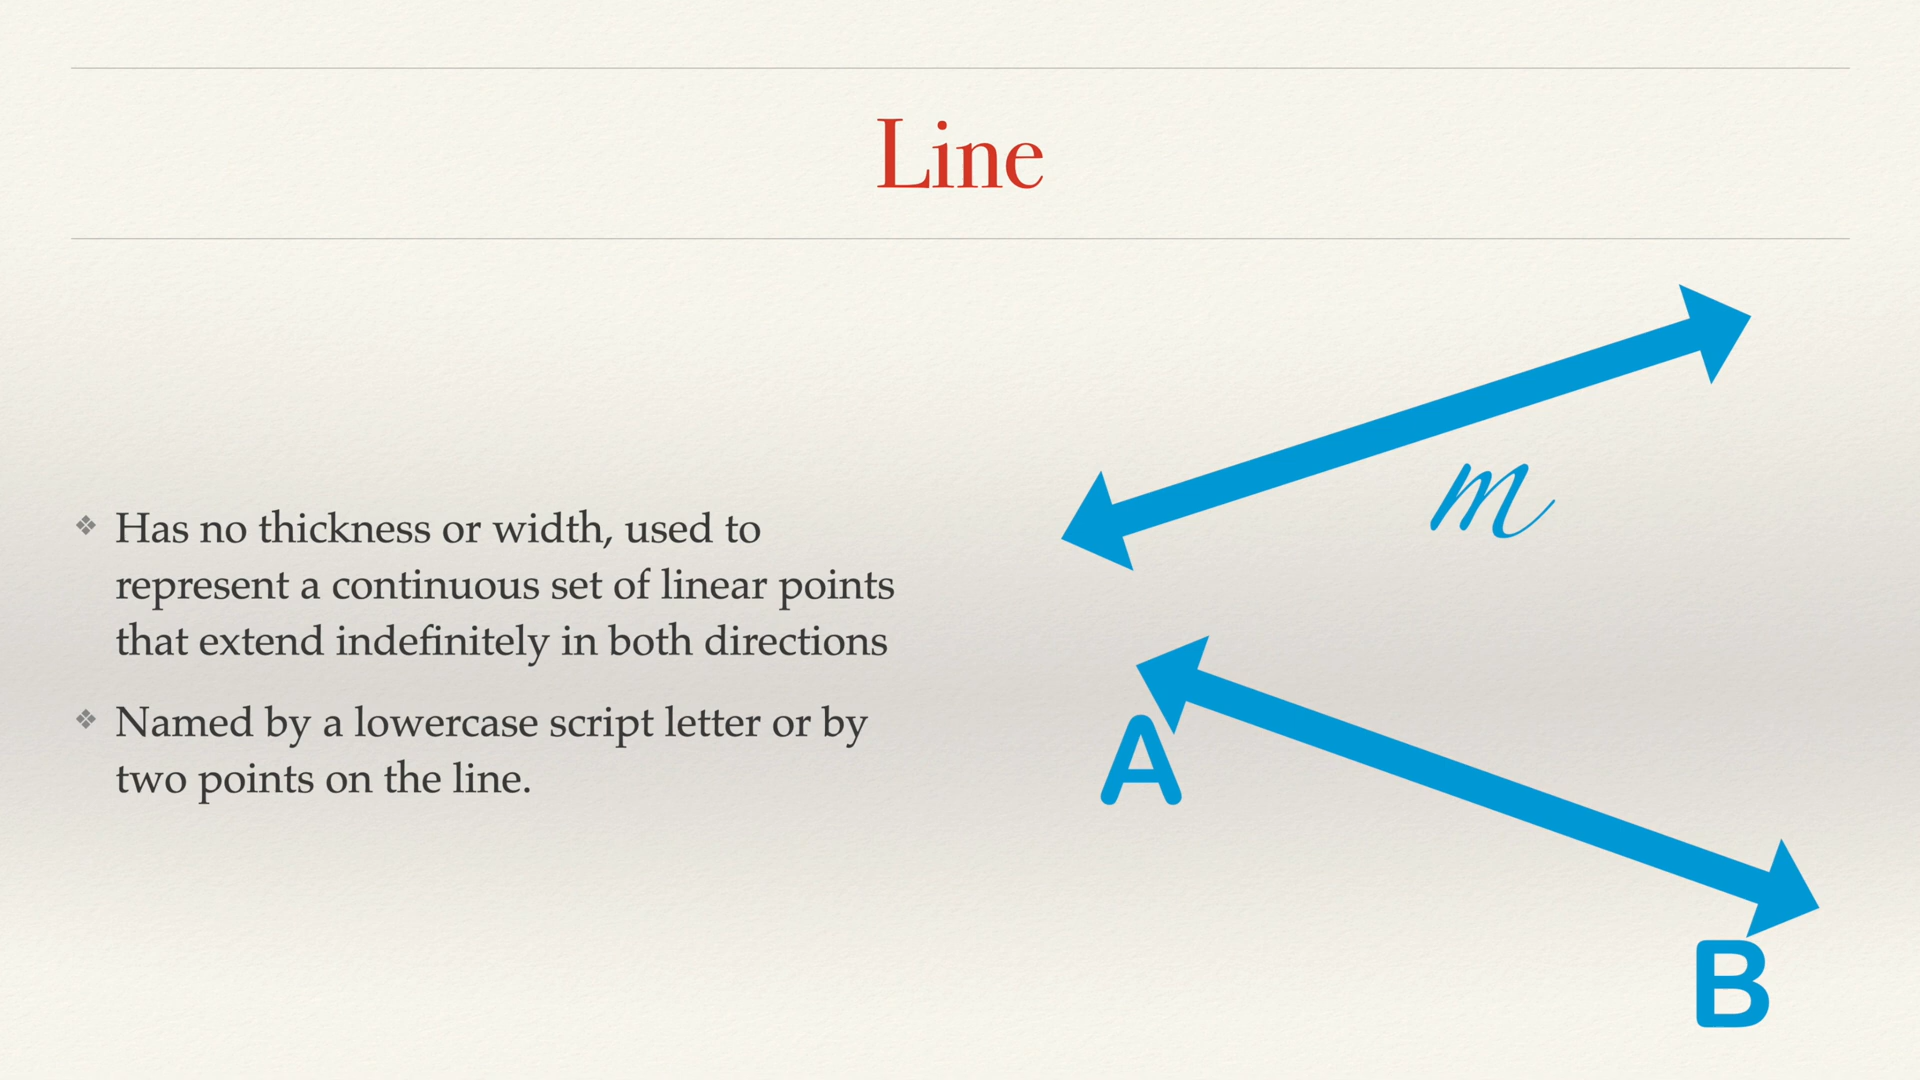 Line
❖ Has no thickness or width, used to
represent a continuous set of linear points
that extend indefinitely in both directions
❖ Named by a lowercase script letter or by
two points on the line.
m
A
B